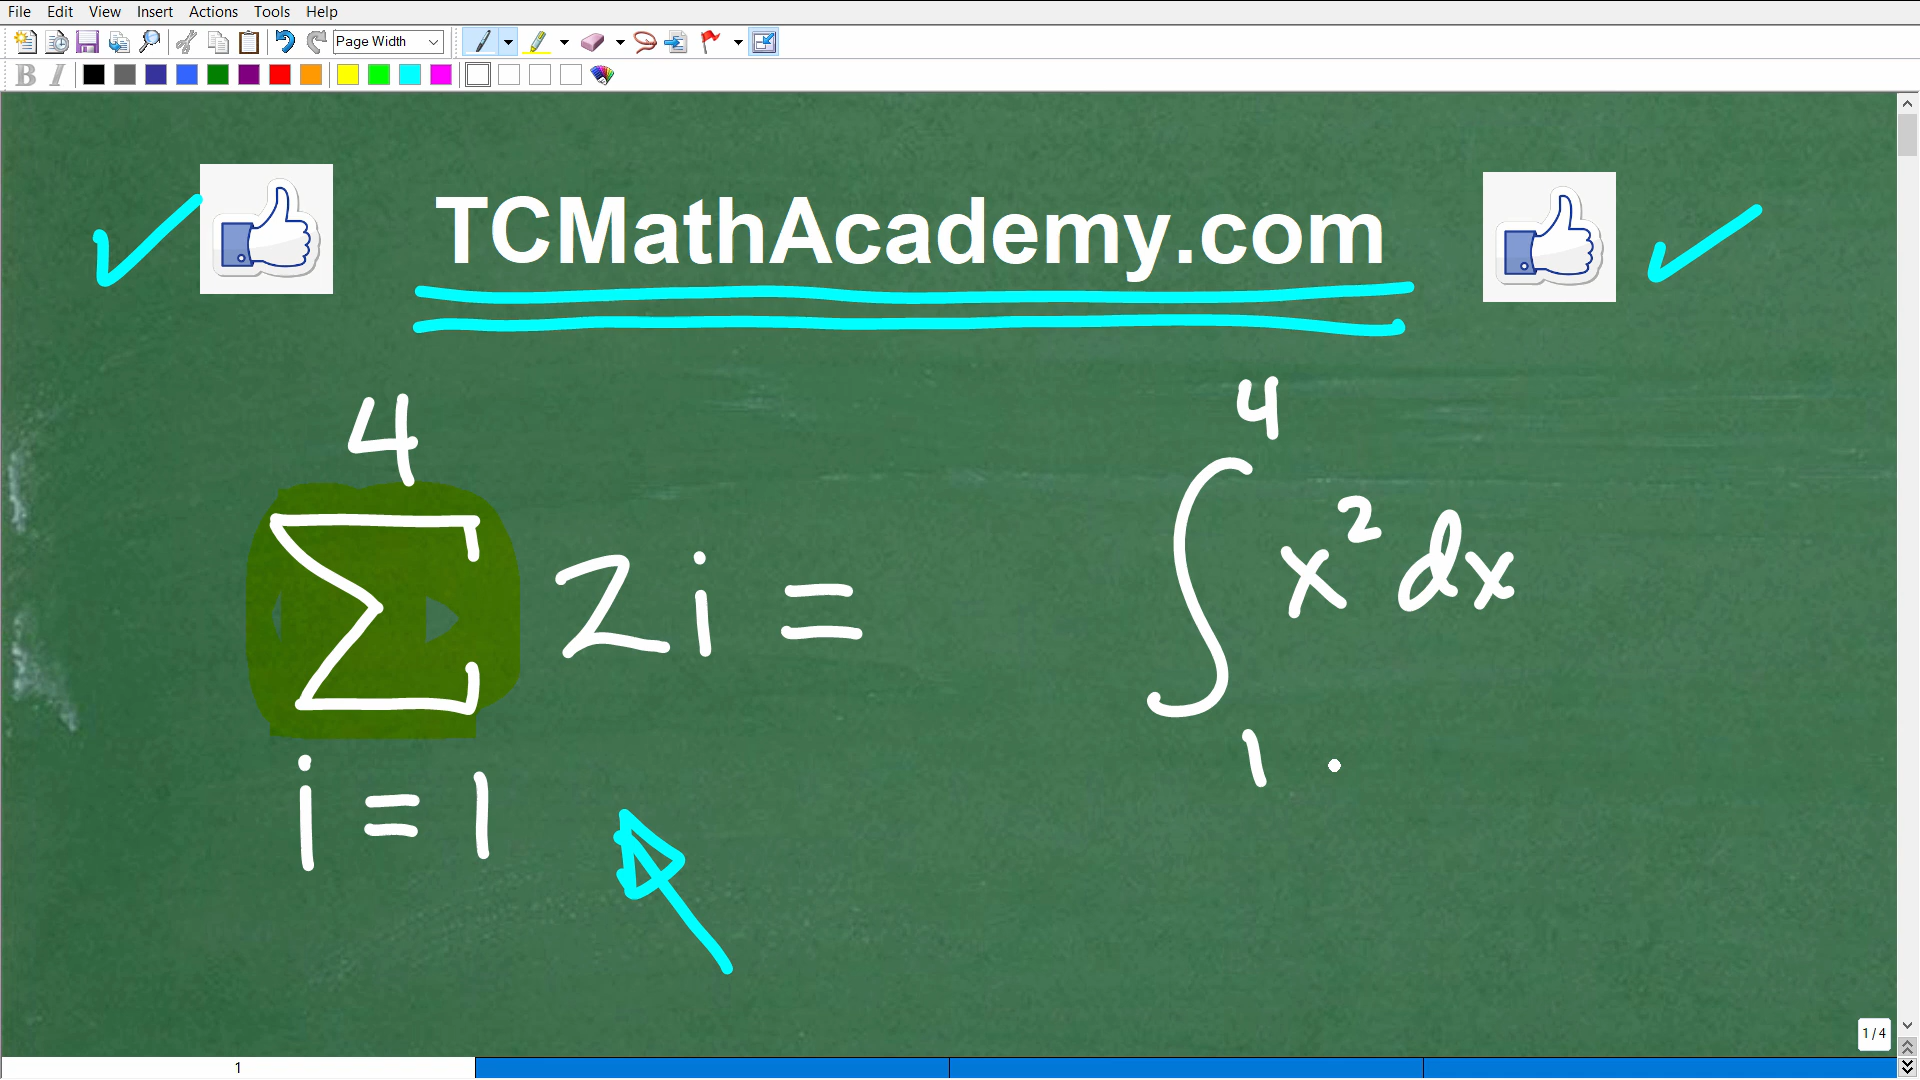 File Edit View Insert Actions Tools Help
Page Width
B I
TCMathAcademy.com
4
∑ 2i =
i = 1
4
∫ x² dx
1
1 / 4
1